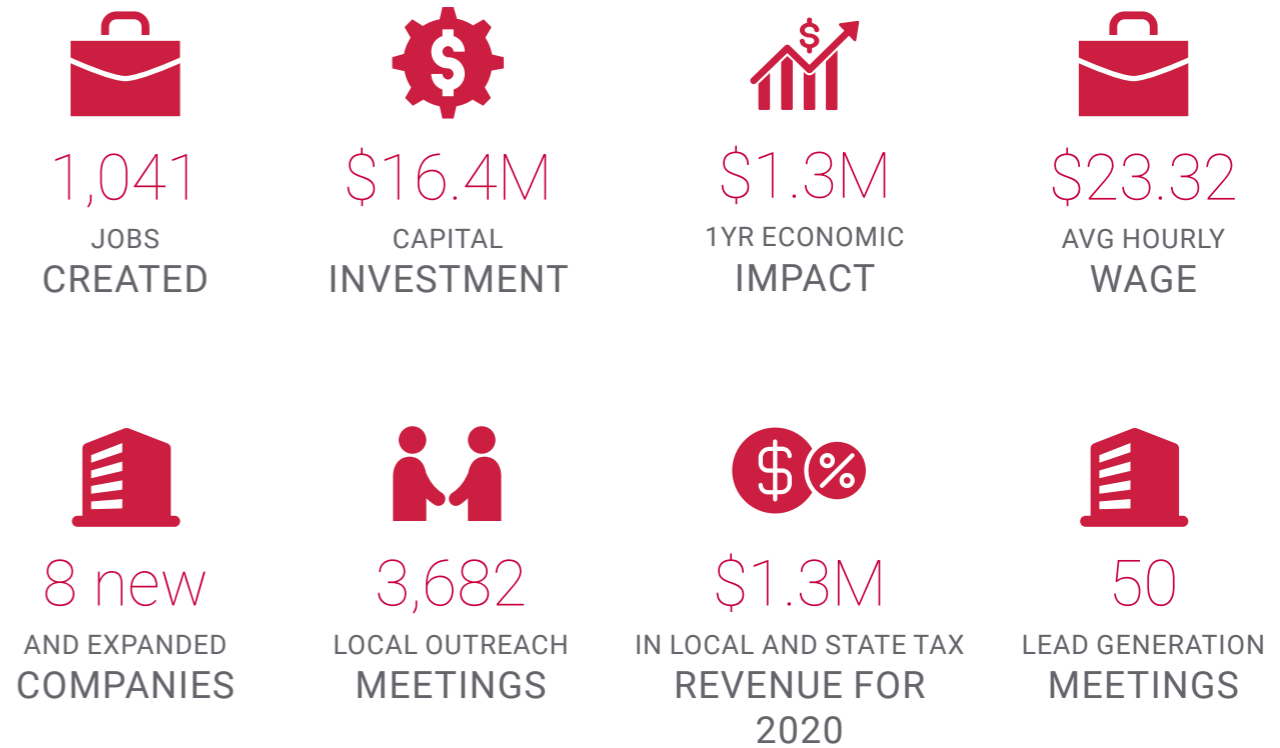 1,041
JOBS
CREATED
$16.4M
CAPITAL
INVESTMENT
$1.3M
1YR ECONOMIC
IMPACT
$23.32
AVG HOURLY
WAGE
8 new
AND EXPANDED
COMPANIES
3,682
LOCAL OUTREACH
MEETINGS
$1.3M
IN LOCAL AND STATE TAX
REVENUE FOR
2020
50
LEAD GENERATION
MEETINGS